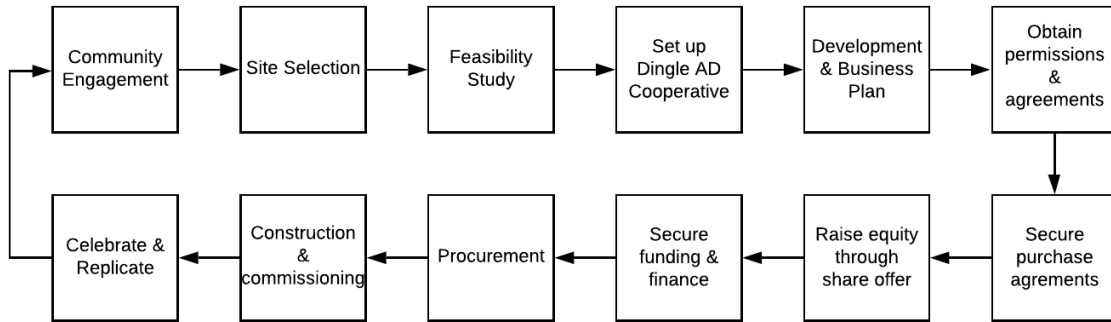 Community
Engagement
Site Selection
Feasibility
Study
Set up
Dingle AD
Cooperative
Development
& Business
Plan
Obtain
permissions
&
agreements
Secure
purchase
agrements
Raise equity
through
share offer
Secure
funding &
finance
Procurement
Construction
&
commissioning
Celebrate &
Replicate